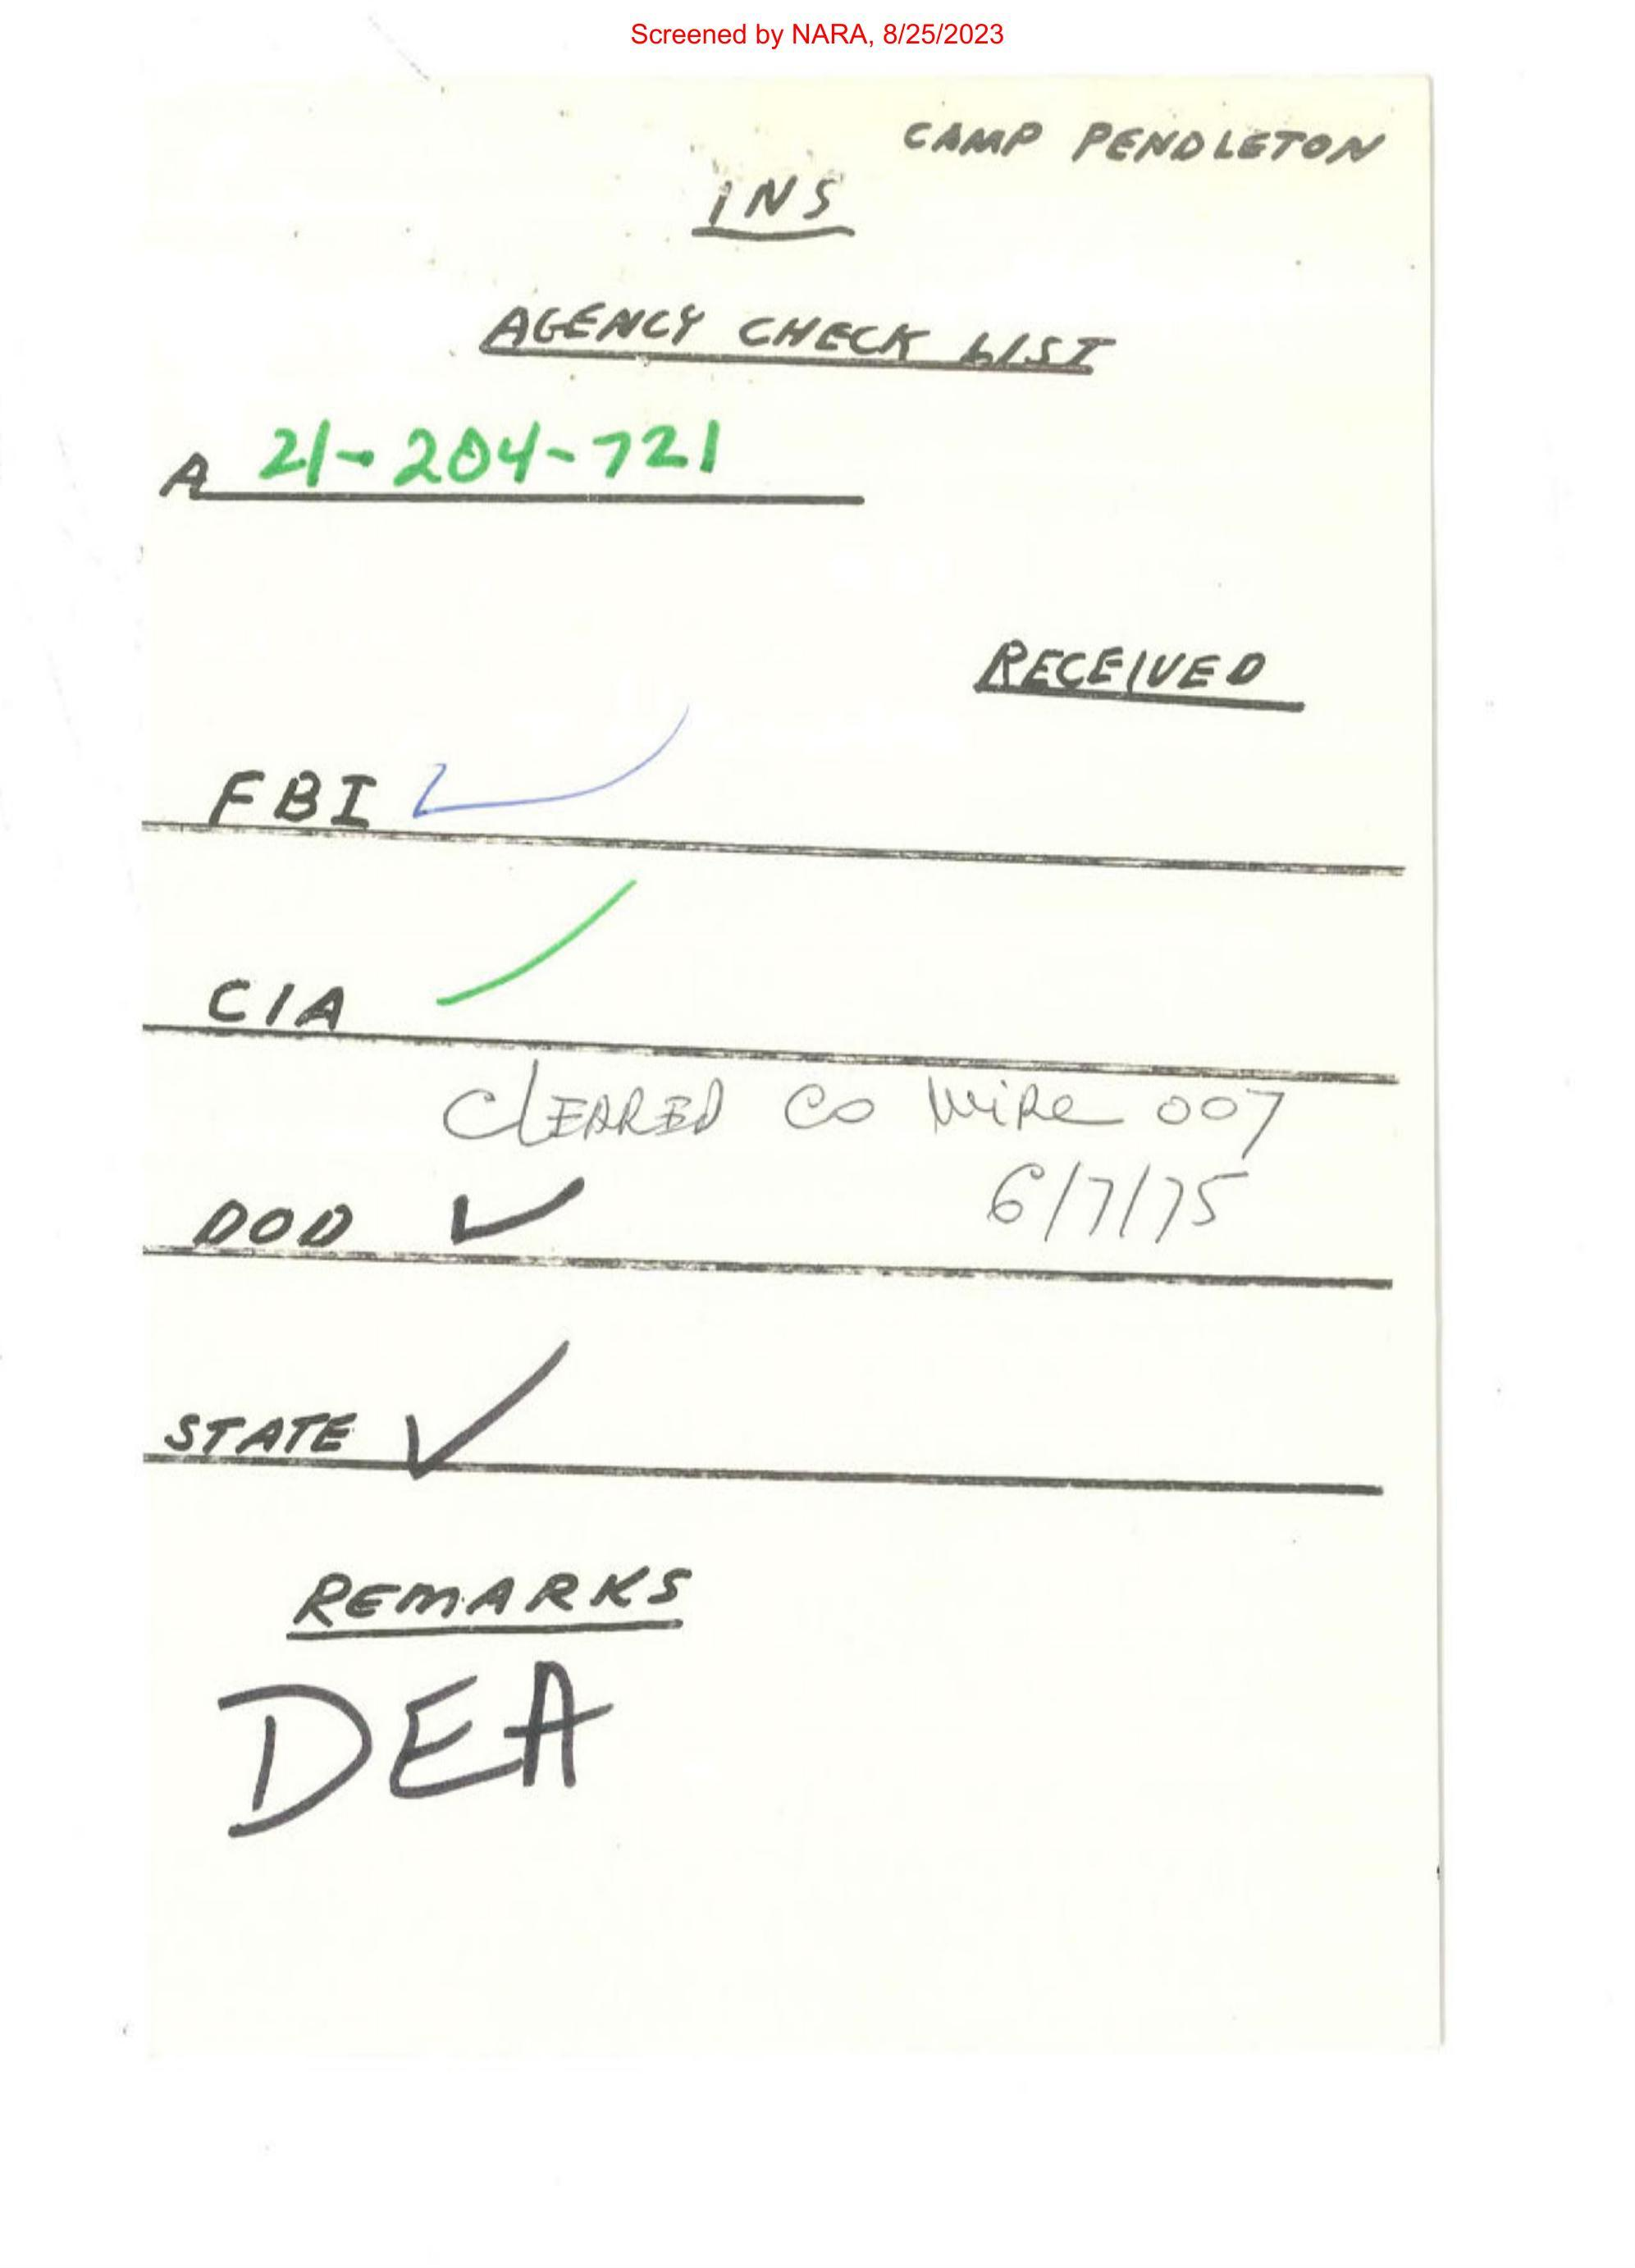 Screened by NARA, 8/25/2023
CAMP PENDLETON
INS
AGENCY CHECK LIST
A 21-204-721
RECEIVED
FBI ✓
CIA
CLEARED CO WIRE 007
DOD ✓ 6/7/75
STATE ✓
REMARKS
DEA